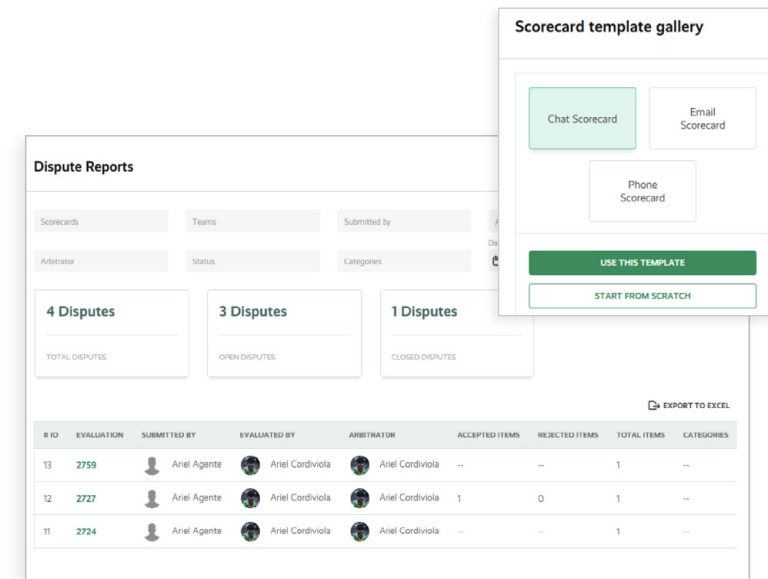 Scorecard template gallery
Chat Scorecard
Email
Scorecard
Phone
Scorecard
USE THIS TEMPLATE
START FROM SCRATCH
Dispute Reports
Scorecards Teams Submitted by
Arbitrator Status Categories
4 Disputes 3 Disputes 1 Disputes
TOTAL DISPUTES OPEN DISPUTES CLOSED DISPUTES
EXPORT TO EXCEL
# ID EVALUATION SUBMITTED BY EVALUATED BY ARBITRATOR ACCEPTED ITEMS REJECTED ITEMS TOTAL ITEMS CATEGORIES
13 2759 Ariel Agente Ariel Cordiviola Ariel Cordiviola -- -- 1 --
12 2727 Ariel Agente Ariel Cordiviola Ariel Cordiviola 1 0 1 --
11 2724 Ariel Agente Ariel Cordiviola Ariel Cordiviola -- -- 1 --